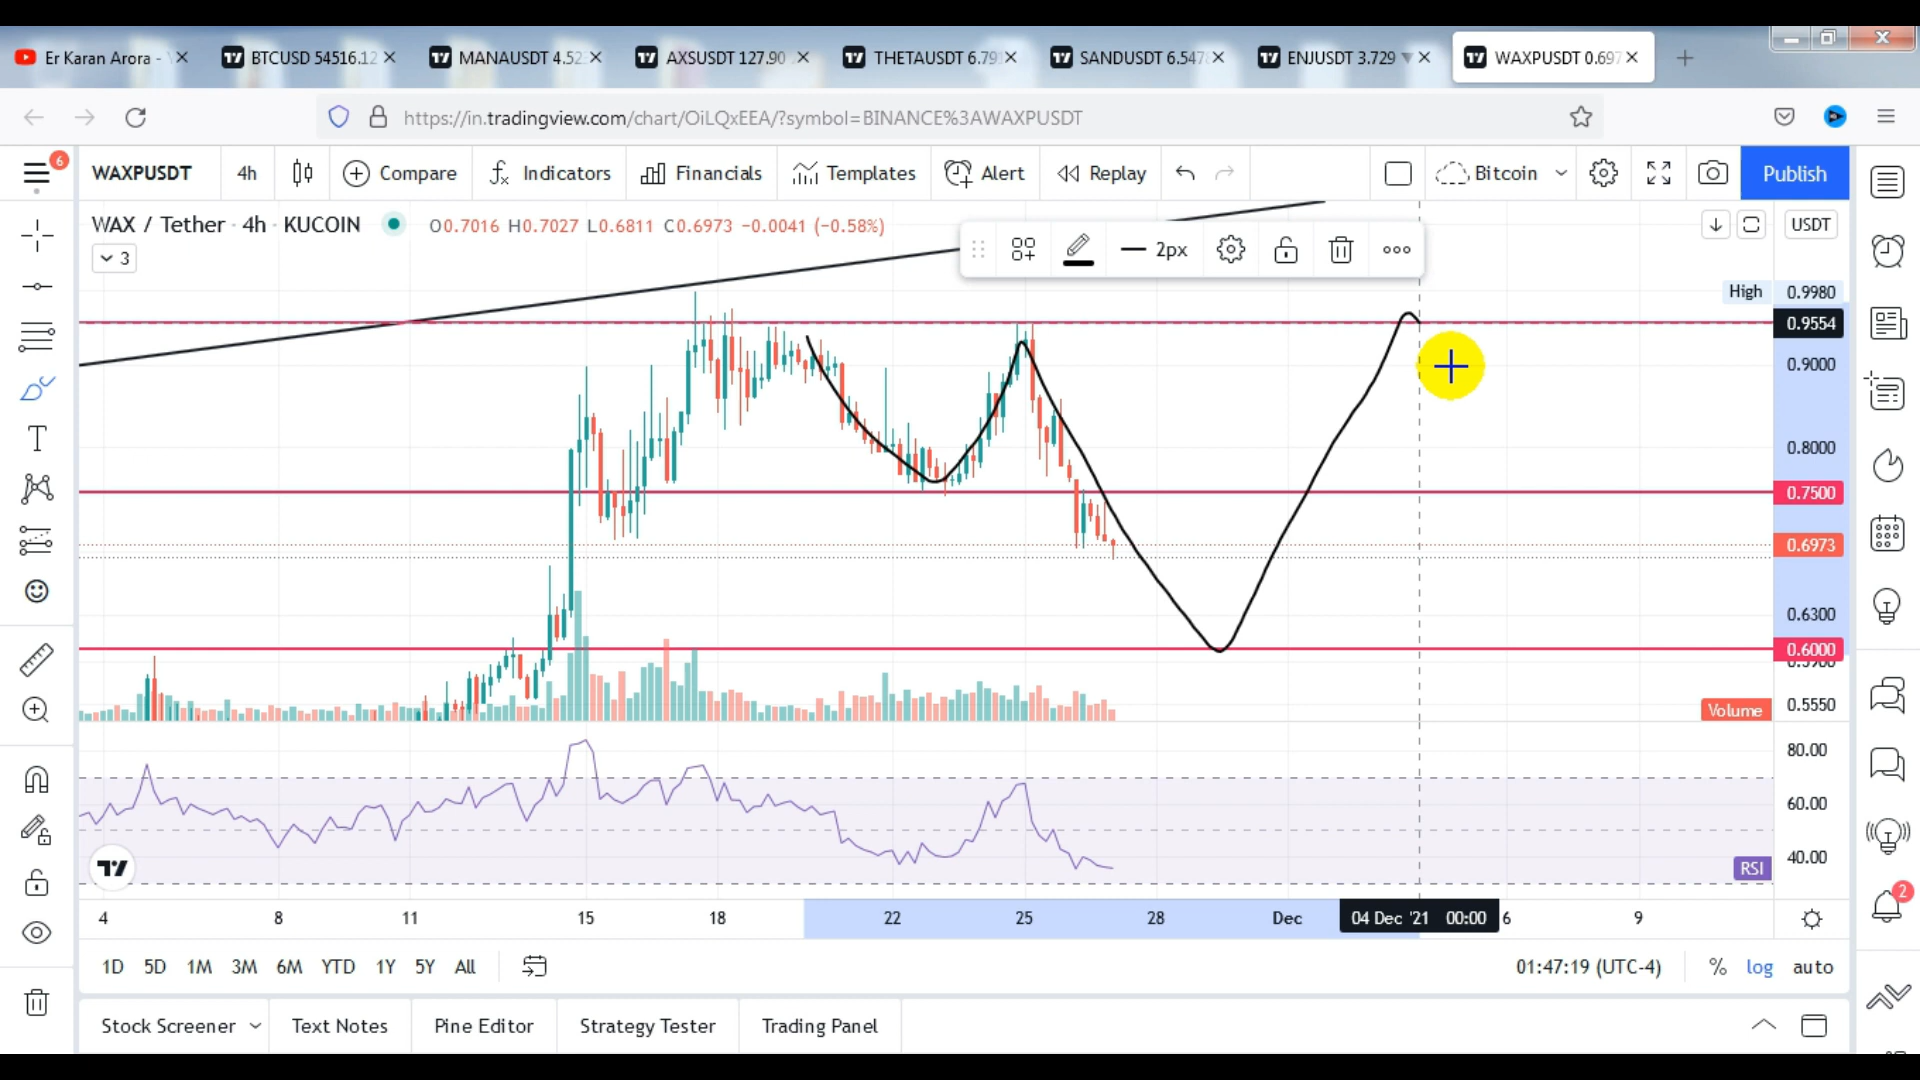 Er Karan Arora -
BTCUSD 54516.12
MANAUSDT 4.52
AXSUSDT 127.90
THETAUSDT 6.79
SANDUSDT 6.547
ENJUSDT 3.729 ▼
WAXPUSDT 0.697
https://in.tradingview.com/chart/OiLQxEEA/?symbol=BINANCE%3AWAXPUSDT
6
WAXPUSDT
4h
Compare
Indicators
Financials
Templates
Alert
Replay
Bitcoin
Publish
WAX / Tether · 4h · KUCOIN
O0.7016 H0.7027 L0.6811 C0.6973 -0.0041 (-0.58%)
3
2px
USDT
High 0.9980
0.9554
0.9000
0.8000
0.7500
0.6973
0.6300
0.6000
0.5550
Volume
80.00
60.00
40.00
RSI
4 8 11 15 18 22 25 28 Dec 04 Dec '21 00:00 6 9
1D 5D 1M 3M 6M YTD 1Y 5Y All
01:47:19 (UTC-4)
% log auto
Stock Screener
Text Notes
Pine Editor
Strategy Tester
Trading Panel
2